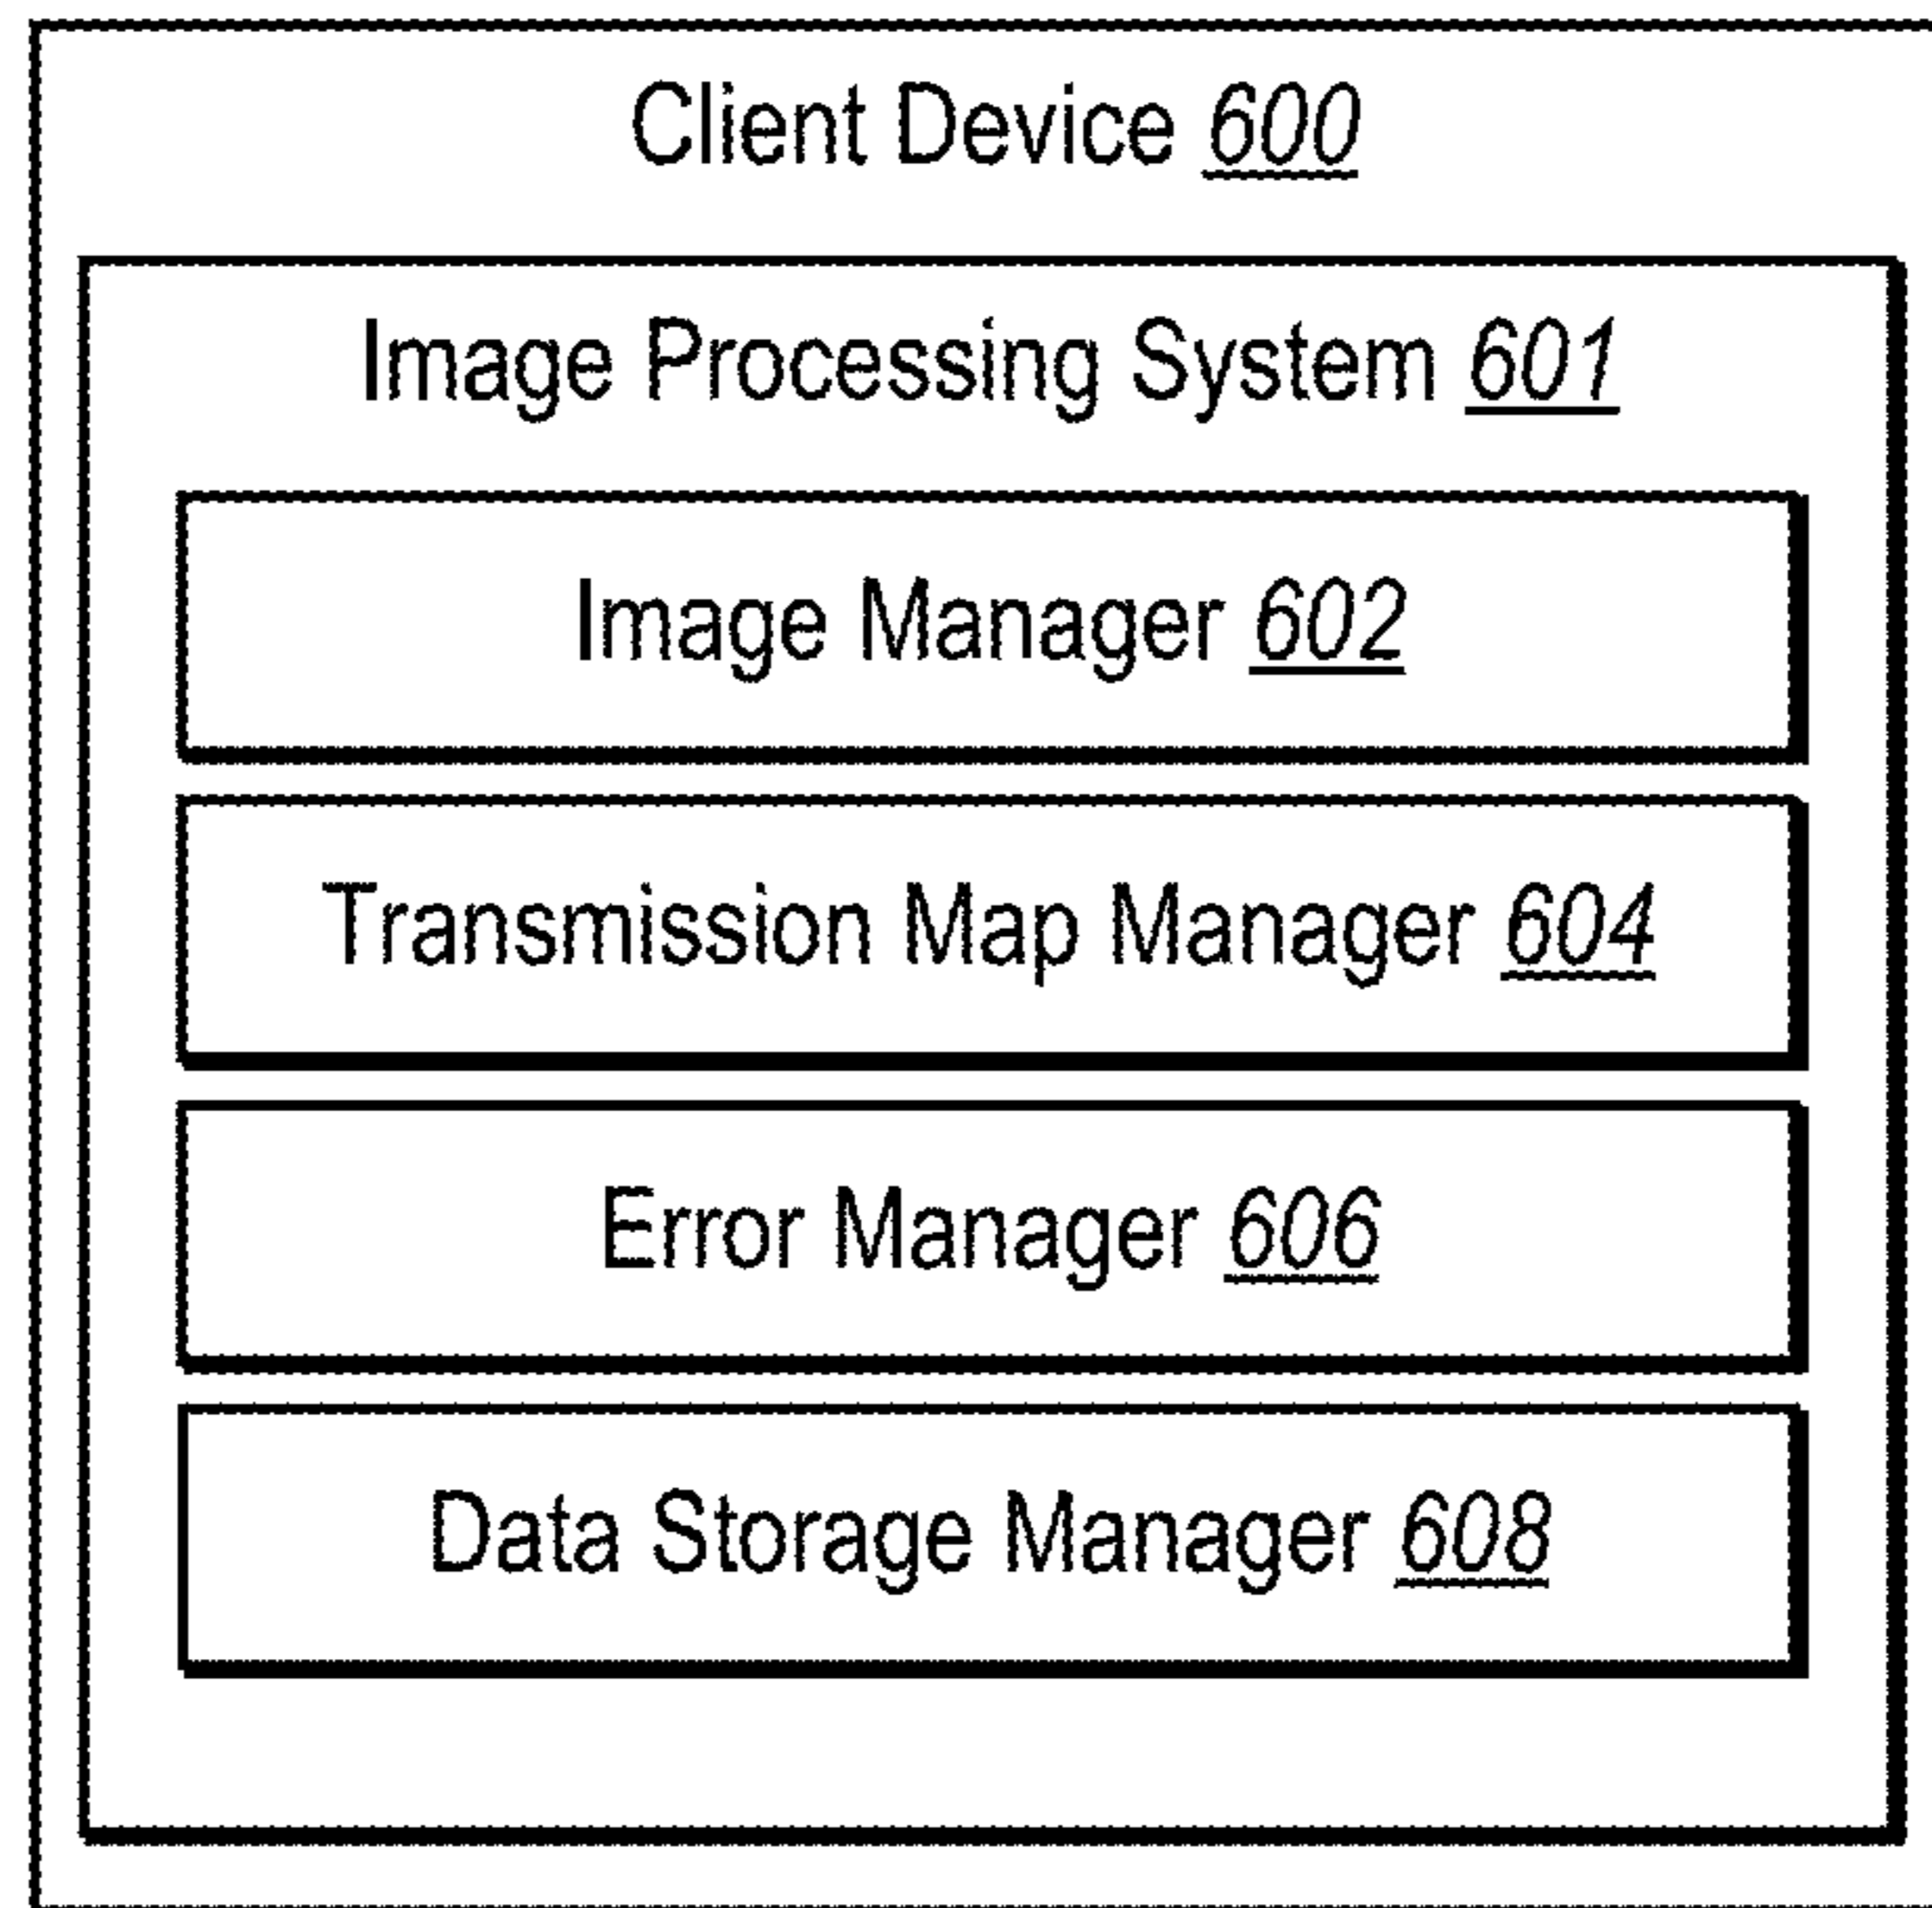 Client Device 600
Image Processing System 601
Image Manager 602
Transmission Map Manager 604
Error Manager 606
Data Storage Manager 608